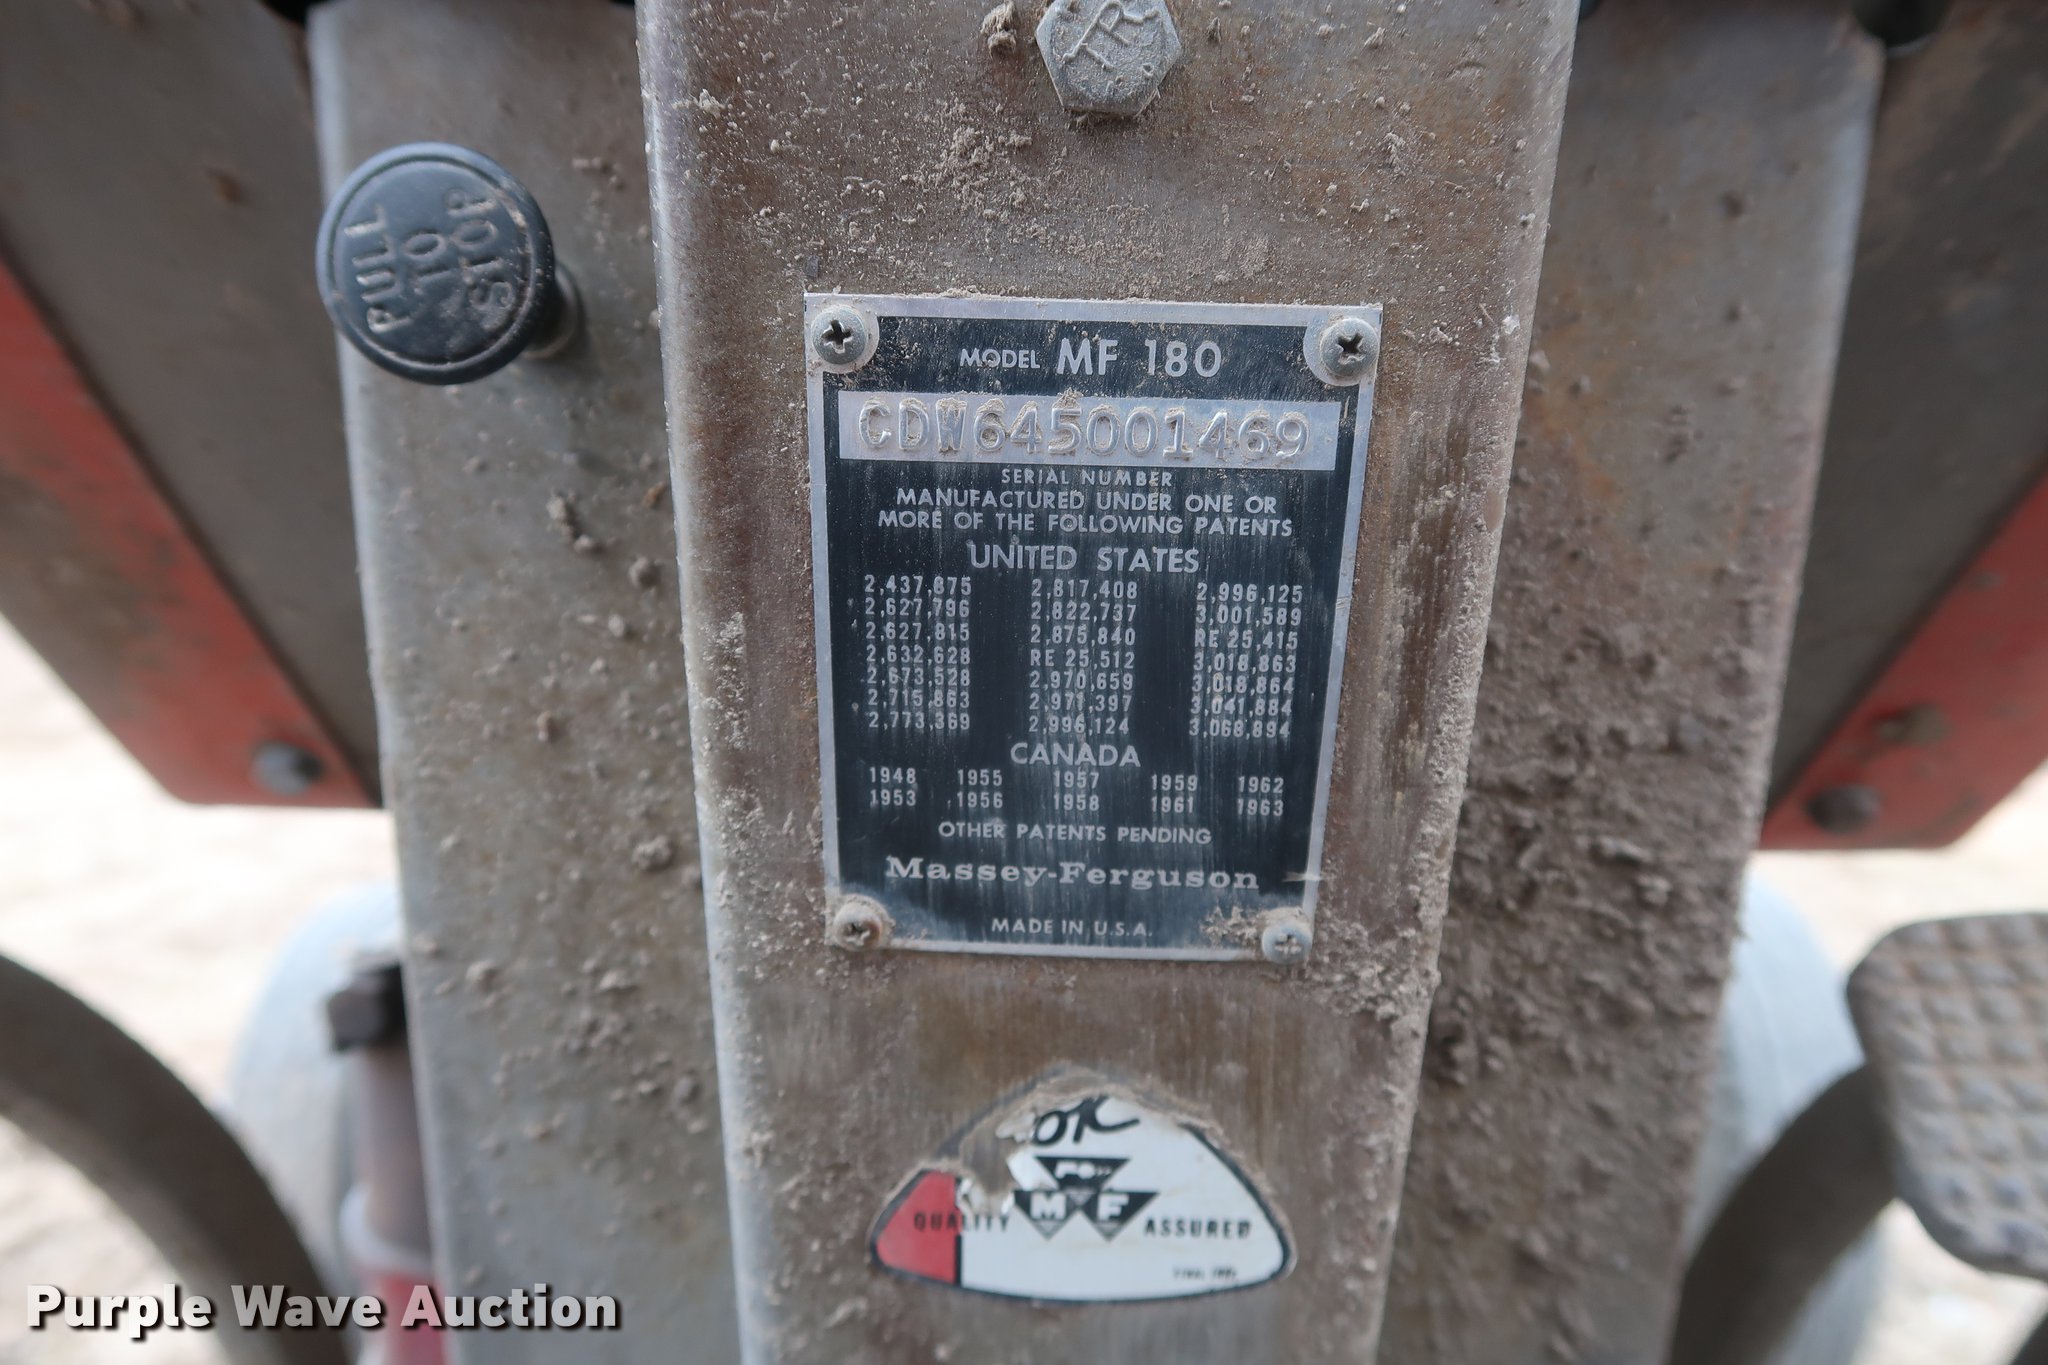 TR
PULL
TO
STOP
MODEL MF 180
CDW645001469
SERIAL NUMBER
MANUFACTURED UNDER ONE OR
MORE OF THE FOLLOWING PATENTS
UNITED STATES
2,437,875 2,817,408 2,996,125
2,627,796 2,822,737 3,001,589
2,627,815 2,875,840 RE 25,415
2,632,628 RE 25,512 3,018,863
2,673,528 2,970,659 3,018,864
2,715,863 2,971,397 3,041,884
2,773,369 2,996,124 3,068,894
CANADA
1948 1955 1957 1959 1962
1953 1956 1958 1961 1963
OTHER PATENTS PENDING
Massey-Ferguson
MADE IN U.S.A.
OK
QUALITY MF ASSURED
Purple Wave Auction